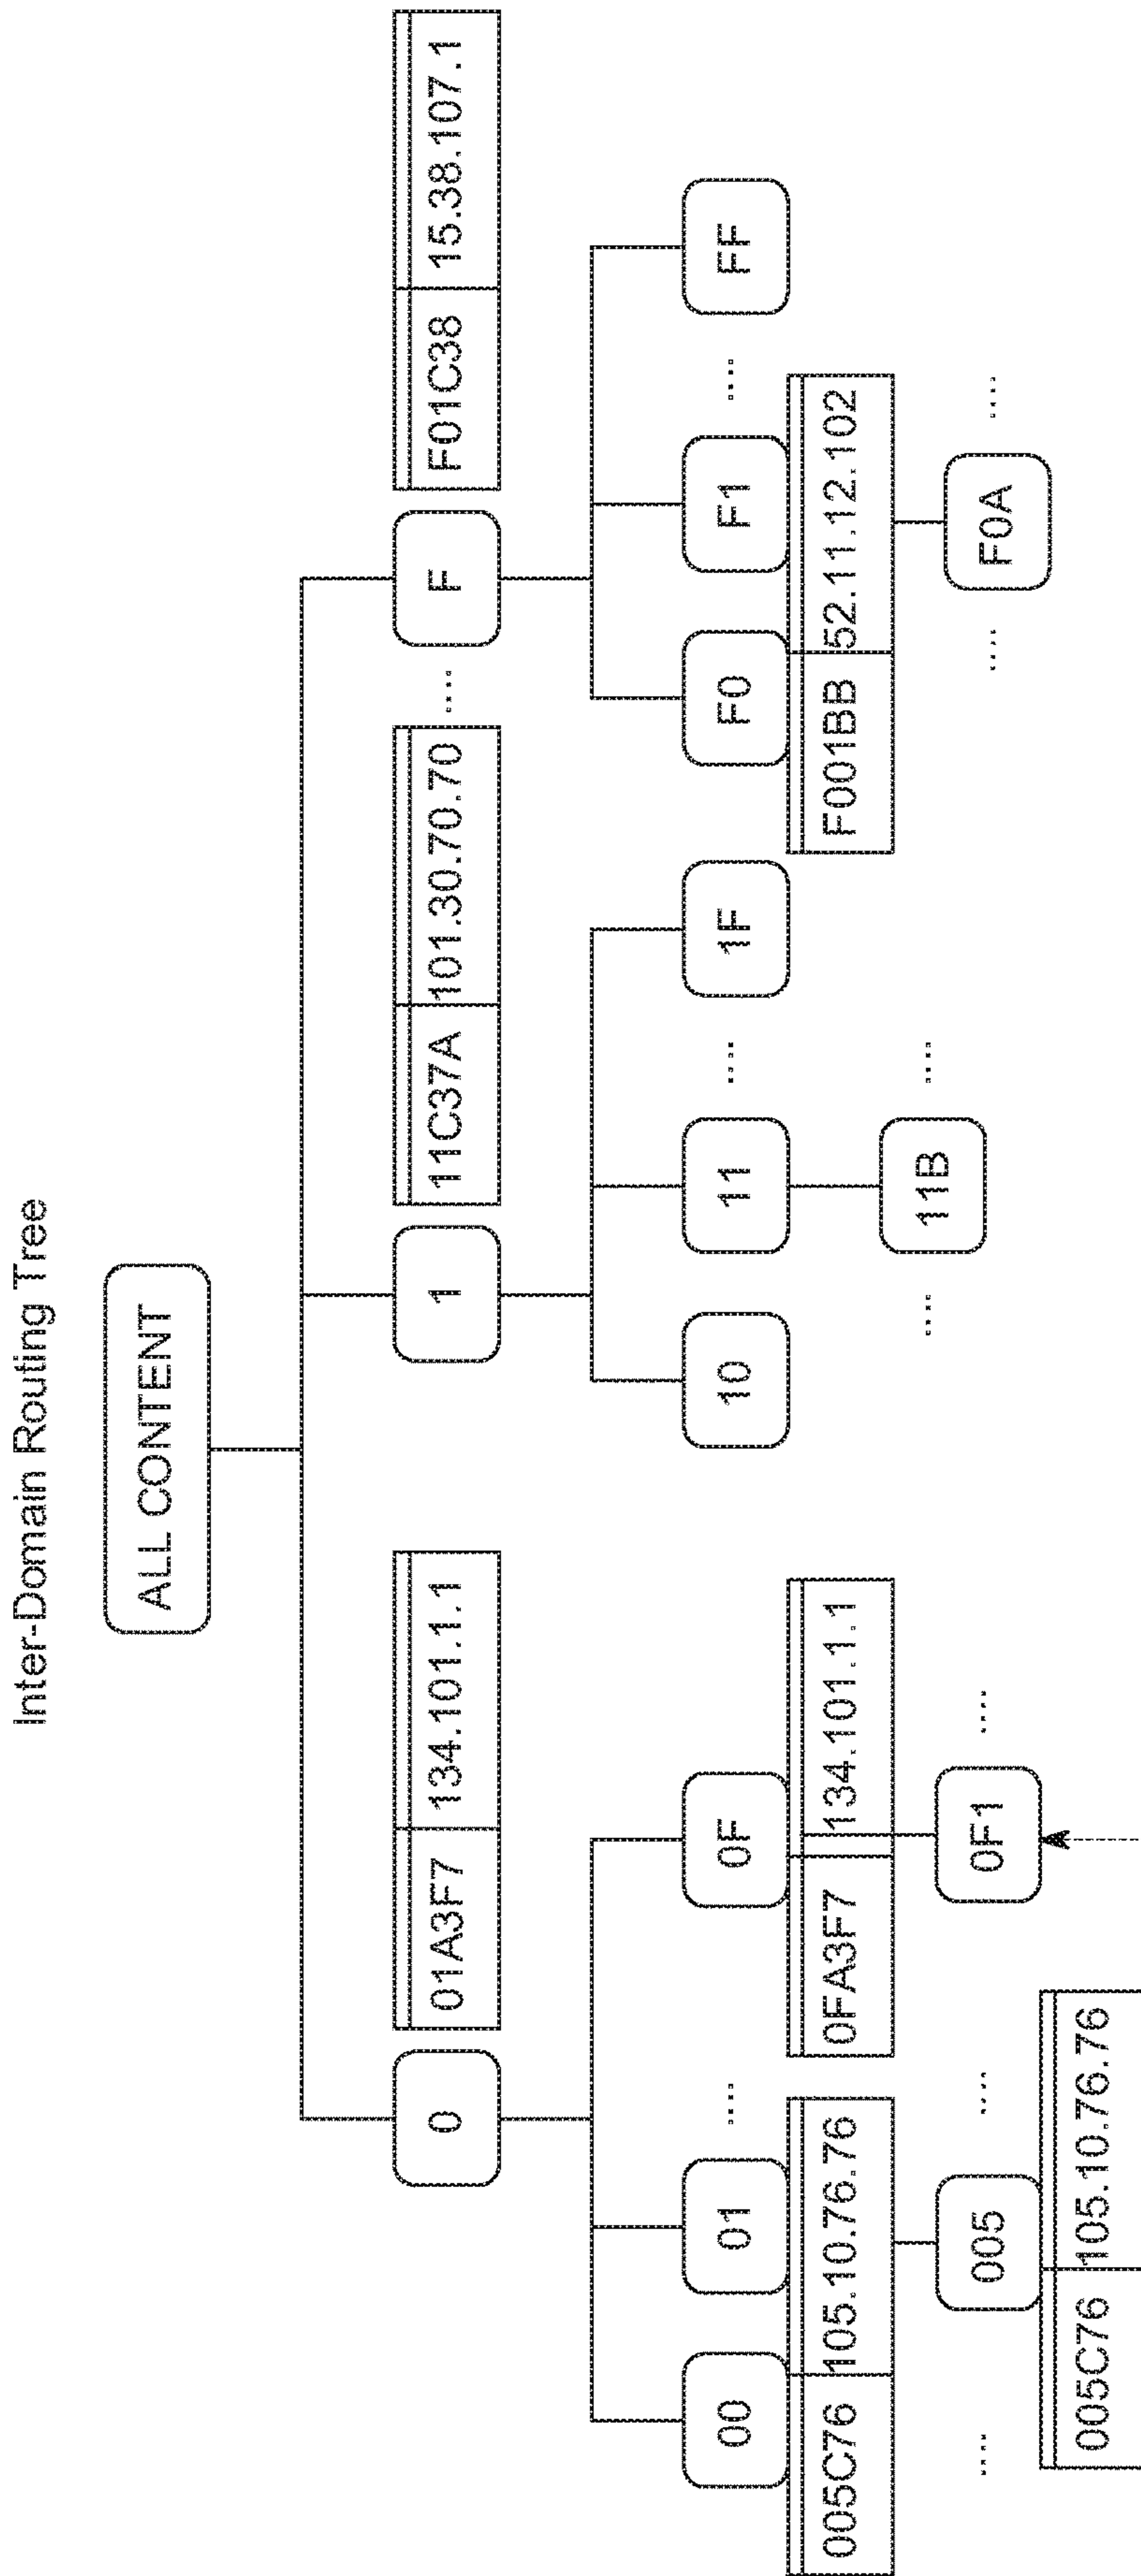 Inter-Domain Routing Tree
ALL CONTENT
0
01A3F7 134.101.1.1
1
11C37A 101.30.70.70
....
F
F01C38 15.38.107.1
00
01
....
0F
10
11
....
1F
F0
F1
....
FF
005C76 105.10.76.76
0FA3F7 134.101.1.1
F001BB 52.11.12.102
....
11B
....
....
005
....
0F1
....
....
F0A
....
005C76 105.10.76.76